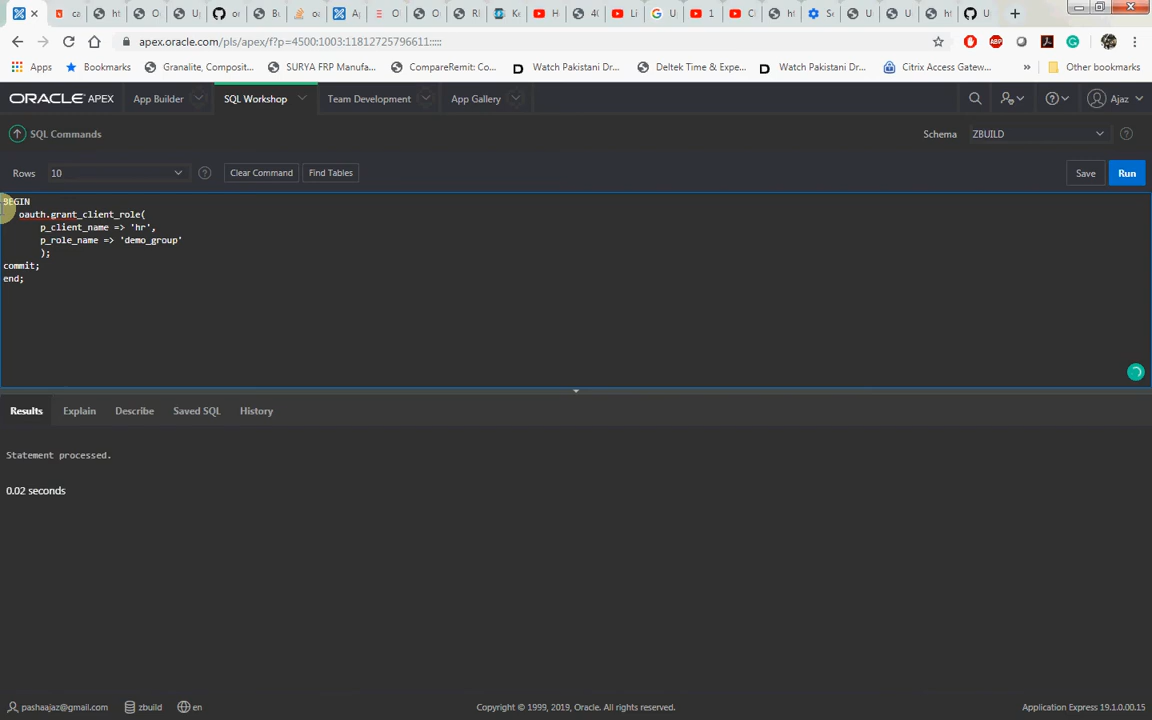 apex.oracle.com/pls/apex/f?p=4500:1003:11812725796611:::::
Apps Bookmarks Granalite, Composit... SURYA FRP Manufa... CompareRemit: Co... Watch Pakistani Dr... Deltek Time & Expe... Watch Pakistani Dr... Citrix Access Gatew... » Other bookmarks
ORACLE APEX App Builder SQL Workshop Team Development App Gallery Ajaz
SQL Commands Schema ZBUILD
Rows 10 Clear Command Find Tables Save Run
BEGIN
oauth.grant_client_role(
p_client_name => 'hr',
p_role_name => 'demo_group'
);
commit;
end;
Results Explain Describe Saved SQL History
Statement processed.
0.02 seconds
pashaajaz@gmail.com zbuild en Copyright © 1999, 2019, Oracle. All rights reserved. Application Express 19.1.0.00.15